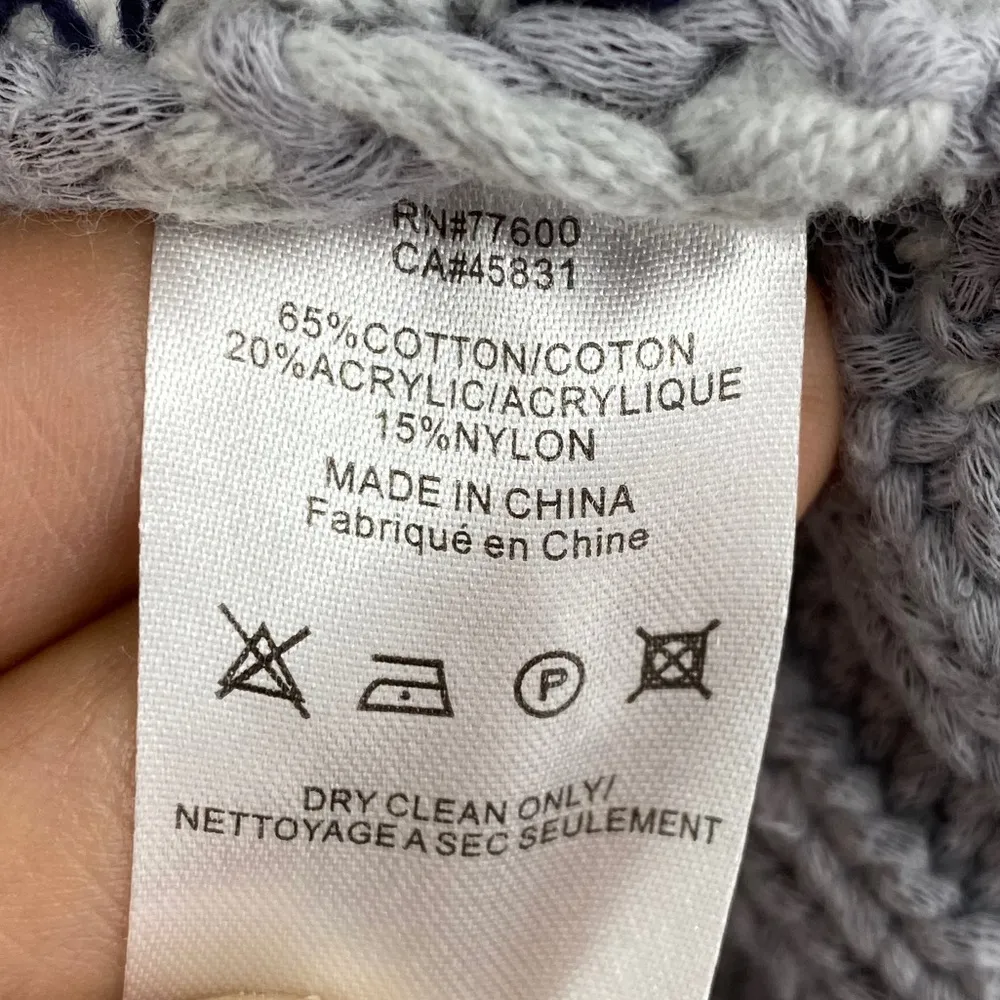 RN#77600
CA#45831
65%COTTON/COTON
20%ACRYLIC/ACRYLIQUE
15%NYLON
MADE IN CHINA
Fabriqué en Chine
P
DRY CLEAN ONLY/
NETTOYAGE A SEC SEULEMENT